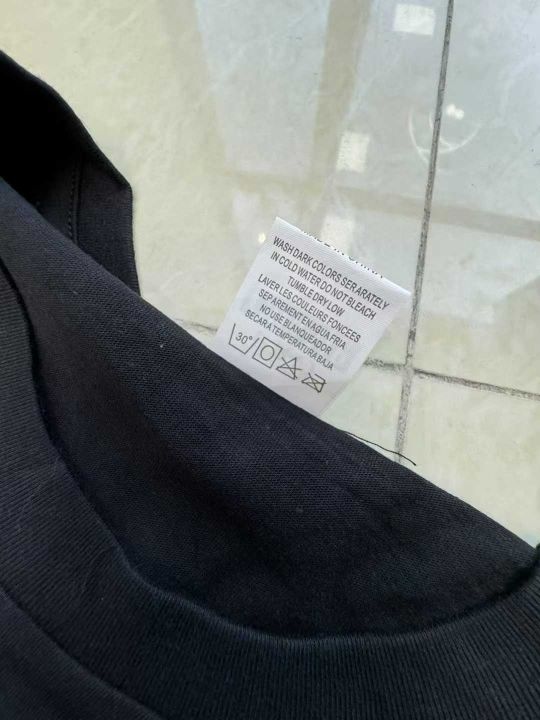 WASH DARK COLORS SERARATELY
IN COLD WATER DO NOT BLEACH
TUMBLE DRY LOW
LAVER LES COULEURS FONCEES
SEPAREMENT EN AGUA FRIA
NO USE BLANQUEADOR
SECAR A TEMPERATURA BAJA
30°